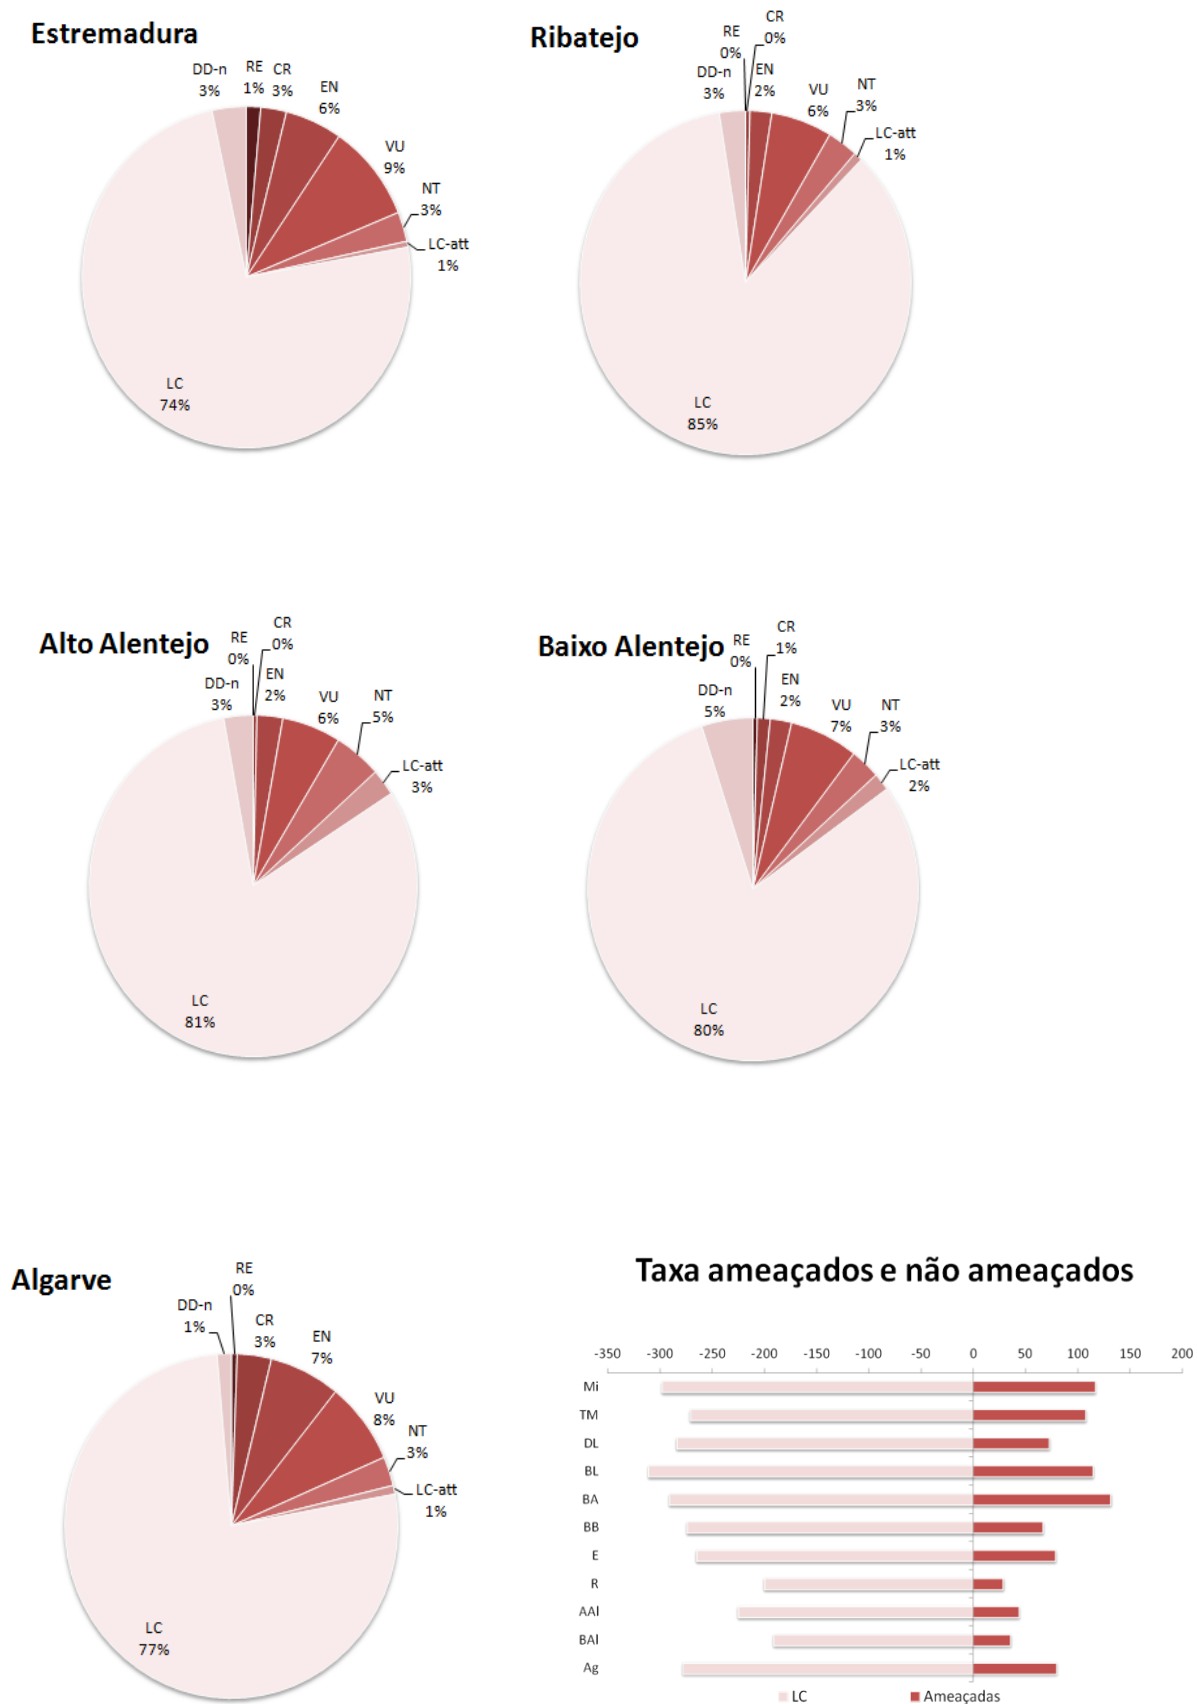 Estremadura
DD-n
3%
RE
1%
CR
3%
EN
6%
VU
9%
NT
3%
LC-att
1%
LC
74%
Ribatejo
DD-n
3%
RE
0%
CR
0%
EN
2%
VU
6%
NT
3%
LC-att
1%
LC
85%
Alto Alentejo
DD-n
3%
RE
0%
CR
0%
EN
2%
VU
6%
NT
5%
LC-att
3%
LC
81%
Baixo Alentejo
DD-n
5%
RE
0%
CR
1%
EN
2%
VU
7%
NT
3%
LC-att
2%
LC
80%
Algarve
DD-n
1%
RE
0%
CR
3%
EN
7%
VU
8%
NT
3%
LC-att
1%
LC
77%
Taxa ameaçados e não ameaçados
-350 -300 -250 -200 -150 -100 -50 0 50 100 150 200
Mi
TM
DL
BL
BA
BB
E
R
AAl
BAl
Ag
LC Ameaçadas